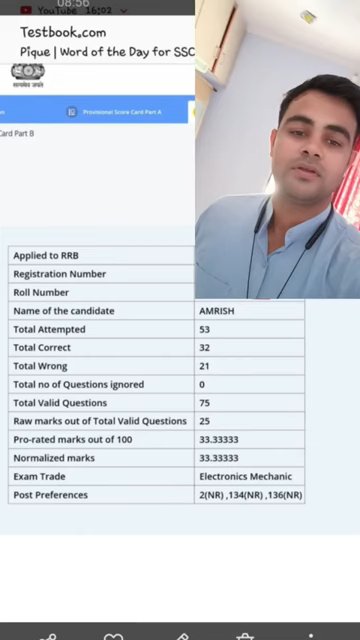 08:56
YouTube 16:02
Testbook.com
Pique | Word of the Day for SSC
सत्यमेव जयते
Provisional Score Card Part A
Card Part B
Applied to RRB
Registration Number
Roll Number
Name of the candidate AMRISH
Total Attempted 53
Total Correct 32
Total Wrong 21
Total no of Questions ignored 0
Total Valid Questions 75
Raw marks out of Total Valid Questions 25
Pro-rated marks out of 100 33.33333
Normalized marks 33.33333
Exam Trade Electronics Mechanic
Post Preferences 2(NR) ,134(NR) ,136(NR)